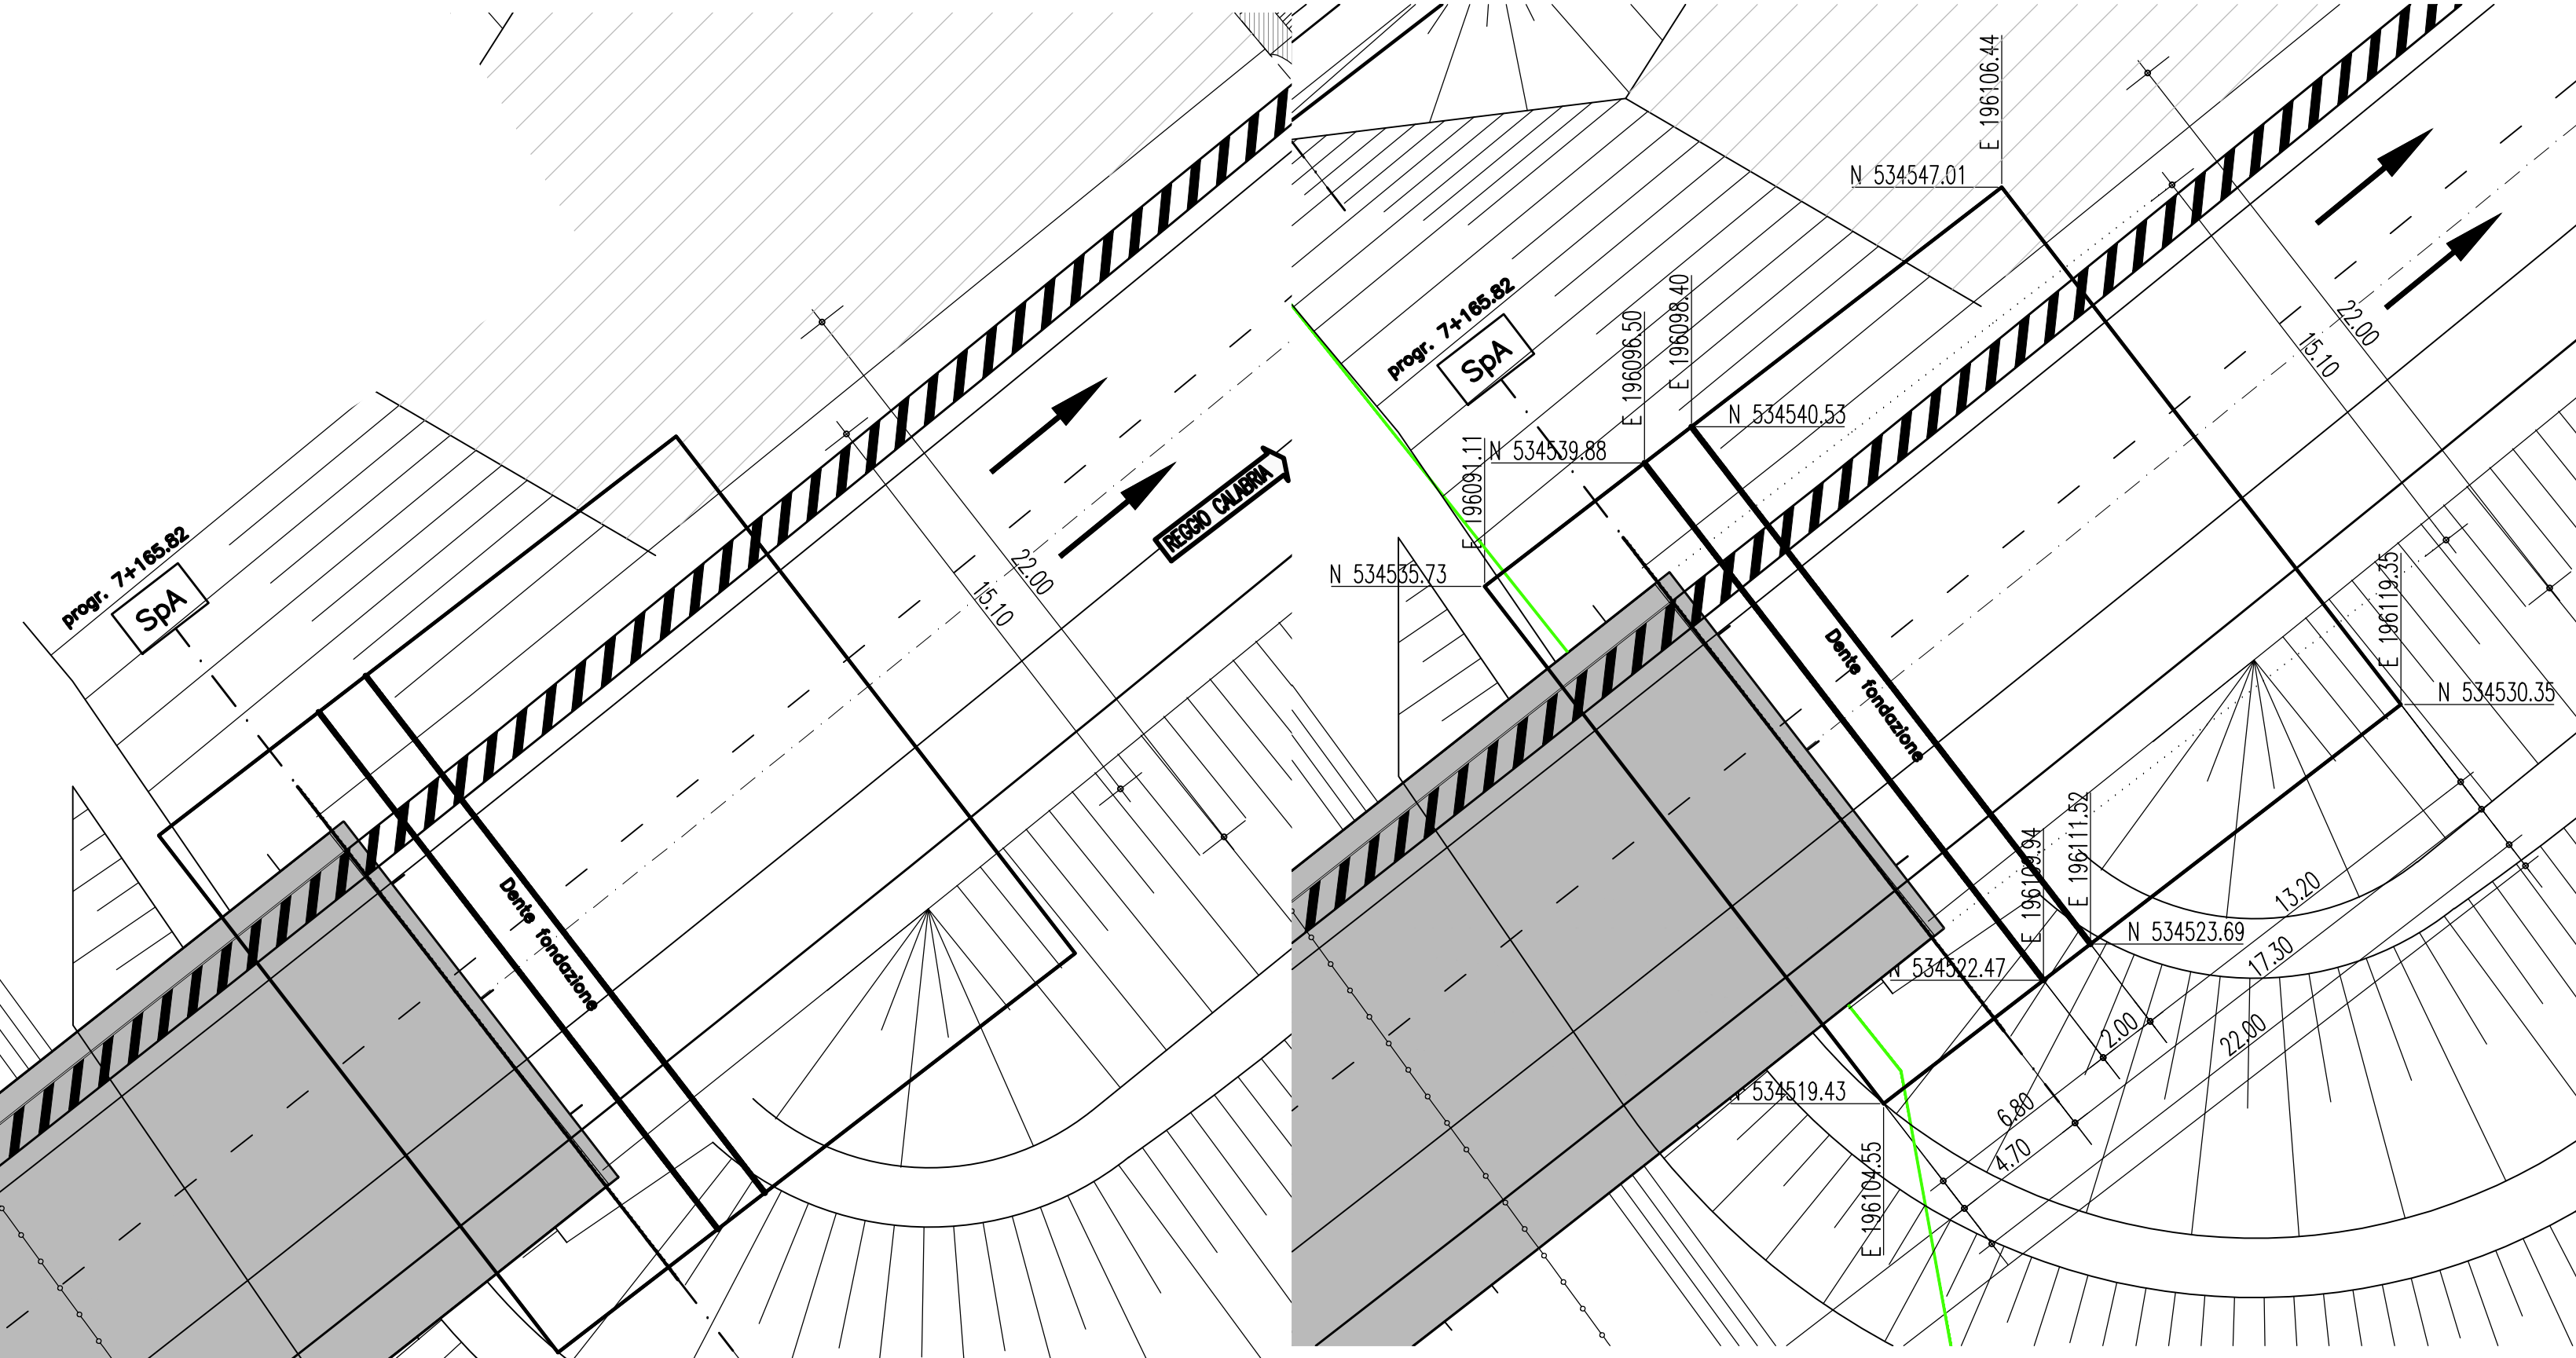 progr. 7+165.82
SpA
22.00
15.10
REGGIO CALABRIA
Dente fondazione
E 196106.44
N 534547.01
progr. 7+165.82
SpA
E 196096.50
E 196098.40
N 534540.53
N 534539.88
E 196091.11
N 534535.73
22.00
15.10
Dente fondazione
E 196119.35
N 534530.35
E 196109.94
E 196111.52
N 534523.69
N 534522.47
N 534519.43
E 196104.55
13.20
17.30
2.00
22.00
6.80
4.70